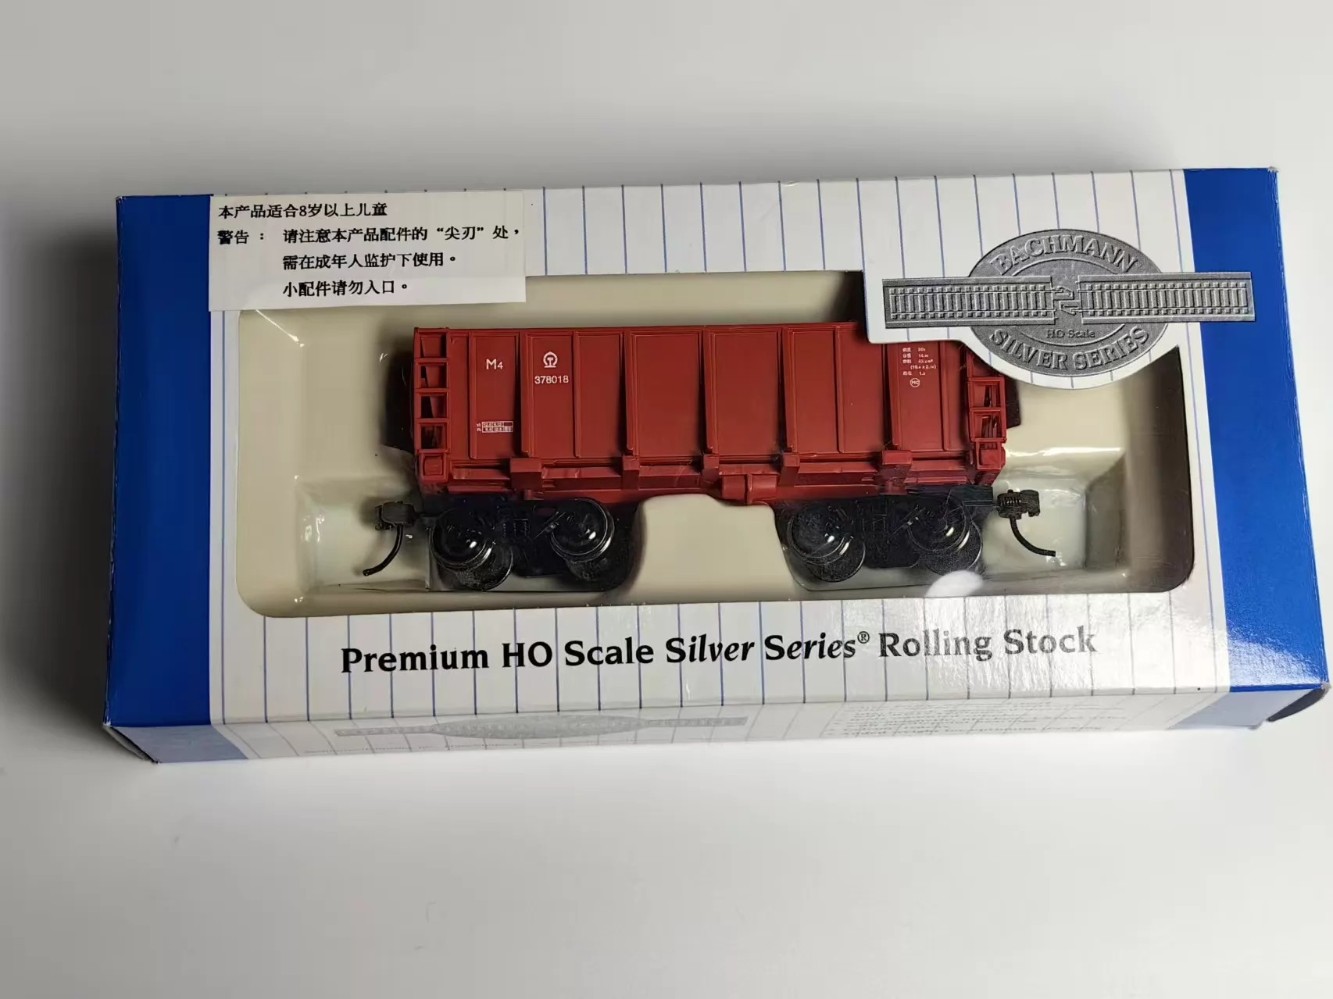 本产品适合8岁以上儿童
警告： 请注意本产品配件的“尖刃”处，
需在成年人监护下使用。
小配件请勿入口。
BACHMANN
HO Scale
SILVER SERIES
M4
378018
Premium HO Scale Silver Series® Rolling Stock